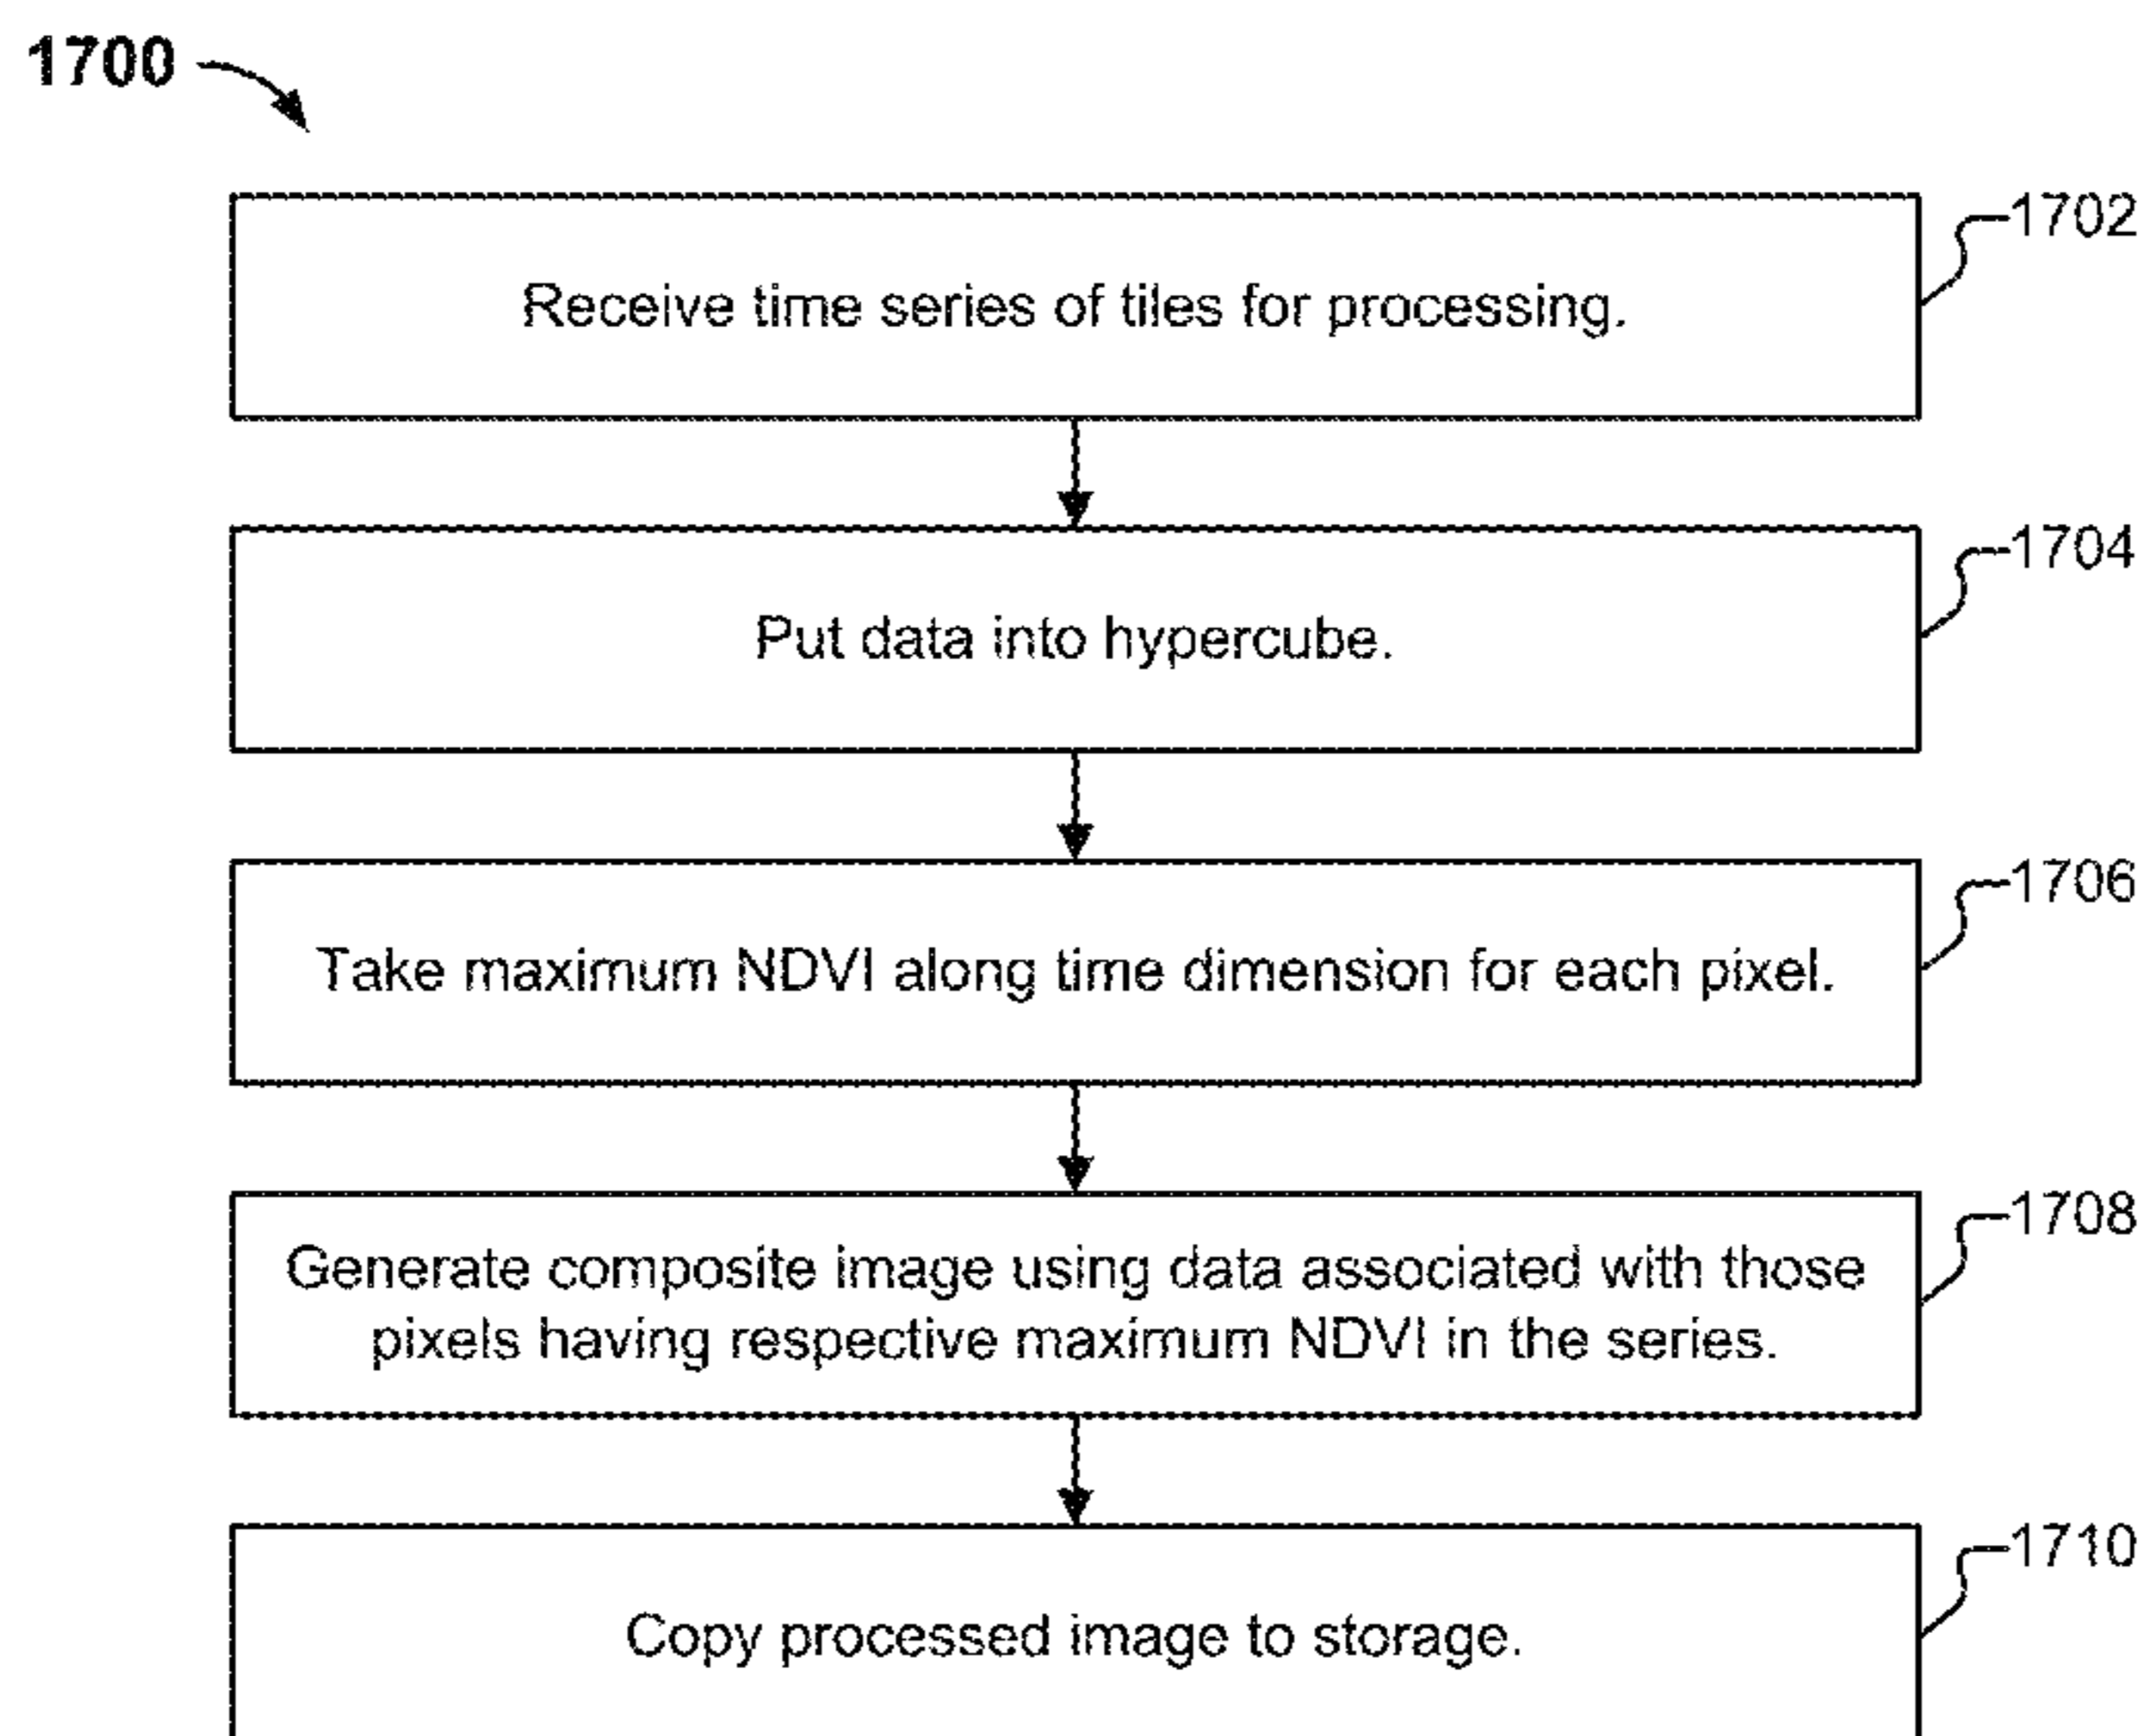 1700
1702
Receive time series of tiles for processing.
1704
Put data into hypercube.
1706
Take maximum NDVI along time dimension for each pixel.
1708
Generate composite image using data associated with those
pixels having respective maximum NDVI in the series.
1710
Copy processed image to storage.